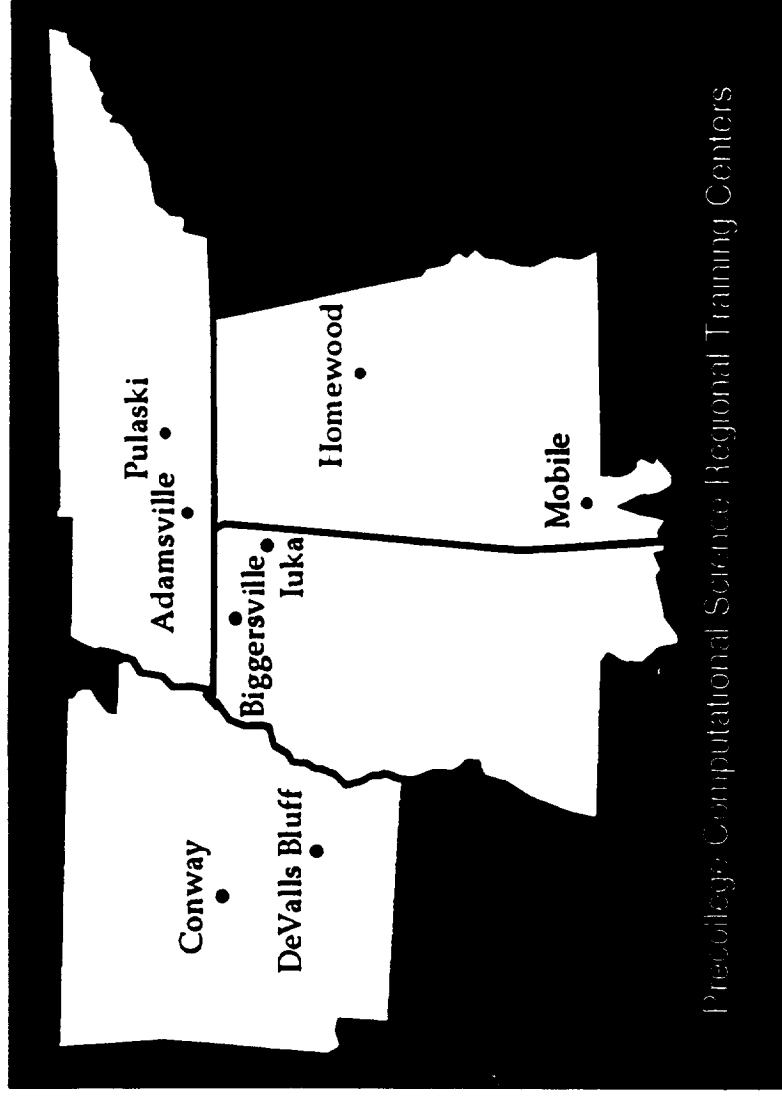 Pulaski
Adamsville
Conway
Biggersville
Iuka
DeValls Bluff
Homewood
Mobile
Precollege Computational Science Regional Training Centers